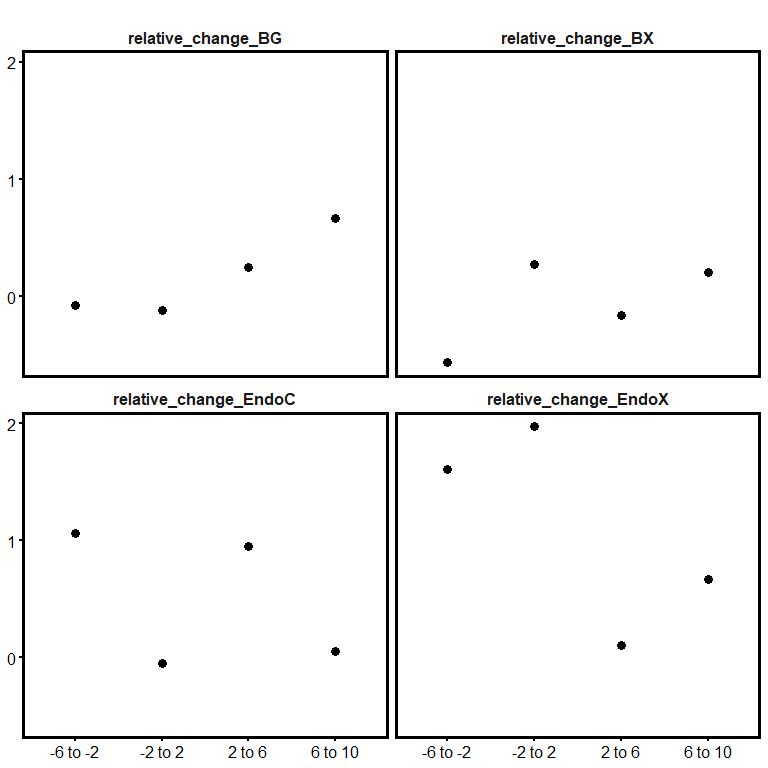 relative_change_BG
relative_change_BX
2
1
0
relative_change_EndoC
relative_change_EndoX
2
1
0
-6 to -2
-2 to 2
2 to 6
6 to 10
-6 to -2
-2 to 2
2 to 6
6 to 10